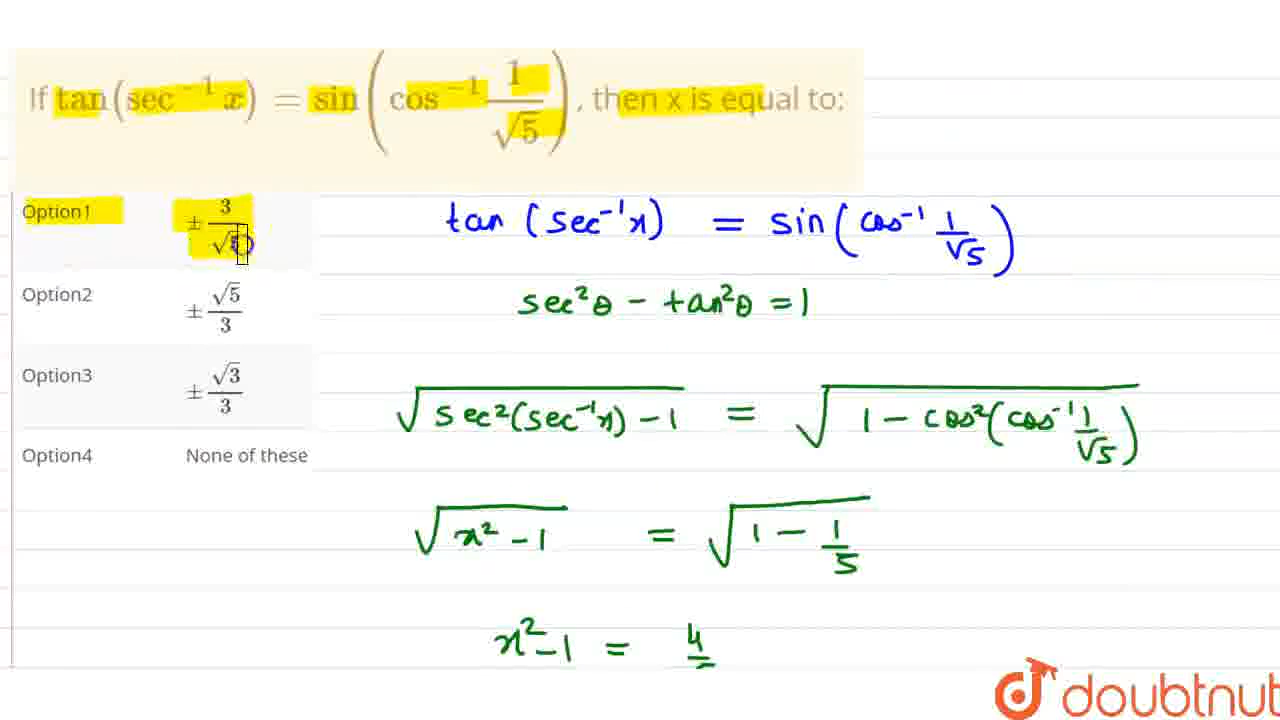 If tan(sec⁻¹ x) = sin(cos⁻¹ 1/√5), then x is equal to:
Option1 ± 3/√5
tan (sec⁻¹x) = sin(cos⁻¹ 1/√5)
Option2 ± √5/3
sec²θ - tan²θ = 1
Option3 ± √3/3
√(sec²(sec⁻¹x) - 1) = √(1 - cos²(cos⁻¹ 1/√5))
Option4 None of these
√(x² - 1) = √(1 - 1/5)
x² - 1 = 4/
doubtnut